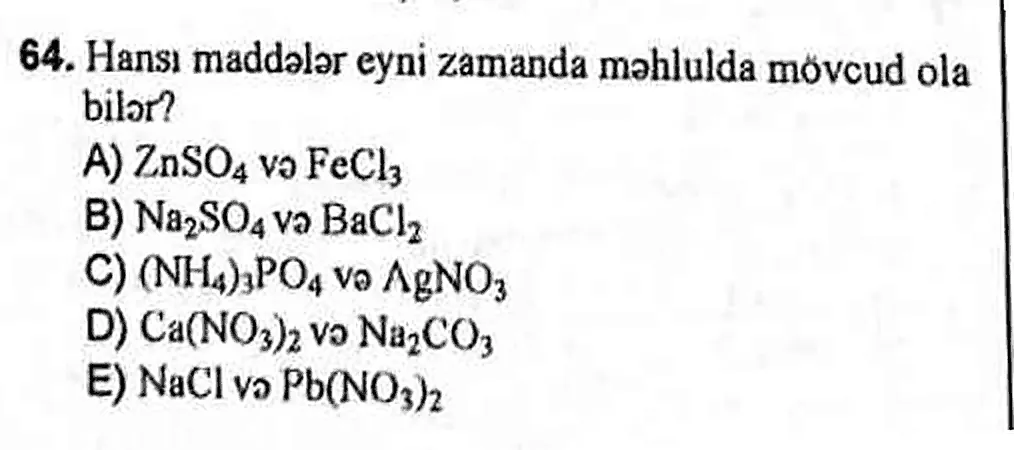 64. Hansı maddələr eyni zamanda məhlulda mövcud ola
bilər?
A) ZnSO₄ və FeCl₃
B) Na₂SO₄ və BaCl₂
C) (NH₄)₃PO₄ və AgNO₃
D) Ca(NO₃)₂ və Na₂CO₃
E) NaCl və Pb(NO₃)₂